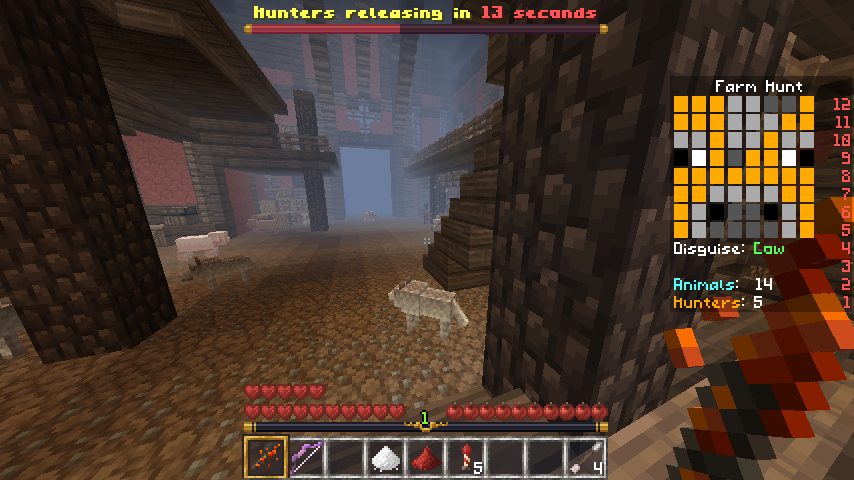 Hunters releasing in 13 seconds
Farm Hunt
12
11
10
9
8
7
6
5
Disguise: Cow 4
3
Animals: 14 2
Hunters: 5 1
1
5
4